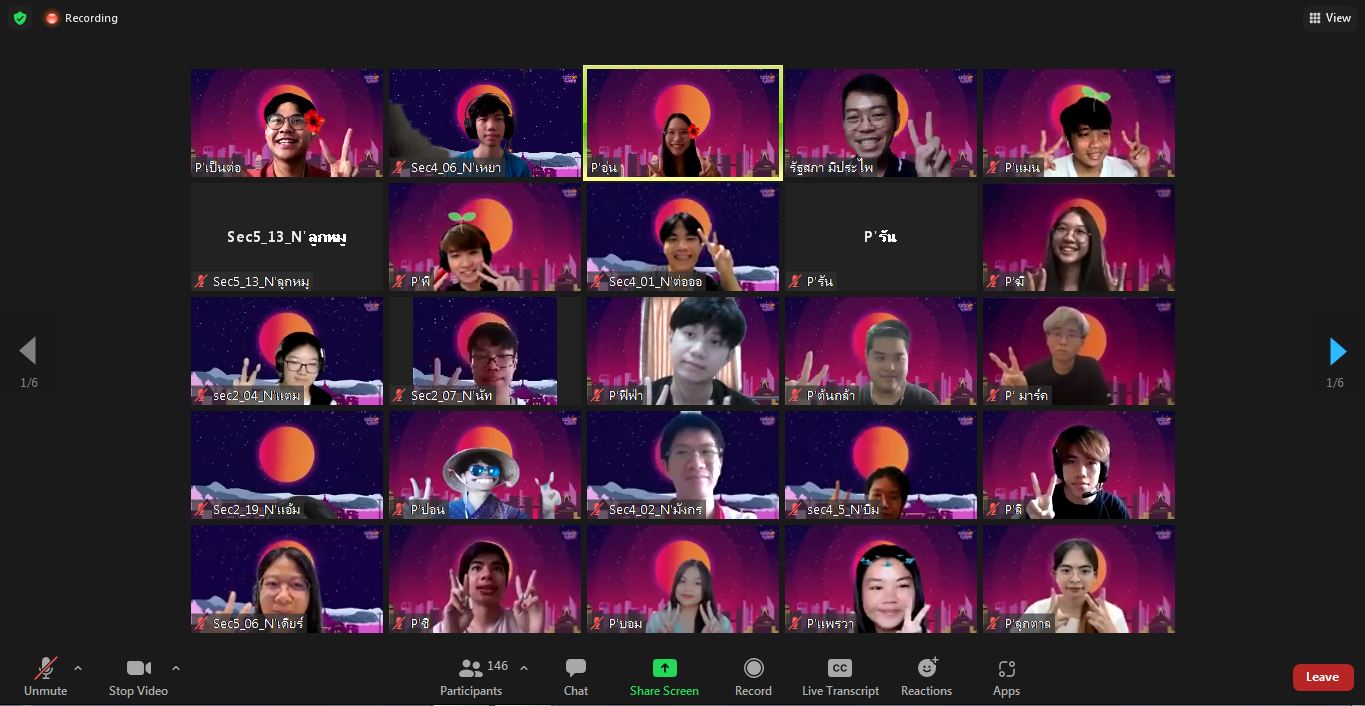 Recording
View
P'เป็นต่อ
Sec4_06_N'เหยา
P'อุ่น
รัฐสภา มีประไพ
P'แมน
Sec5_13_N'ลูกหมู
Sec5_13_N'ลูกหมู
P'พี
Sec4_01_N'ต่อออ
P'รัน
P'รัน
sec2_04_N'แตม
Sec2_07_N'นัท
P'ฟีฟ่า
P'ต้นกล้า
P' มาร์ค
1/6
1/6
Sec2_19_N'แอ้ม
P'ปอน
Sec4_02_N'มังกร
sec4_5_N'บีม
Sec5_06_N'เดียร์
P'ซี
P'บอม
P'แพรวา
P'ลูกตาล
146
Unmute
Stop Video
Participants
Chat
Share Screen
Record
CC
Live Transcript
Reactions
Apps
Leave